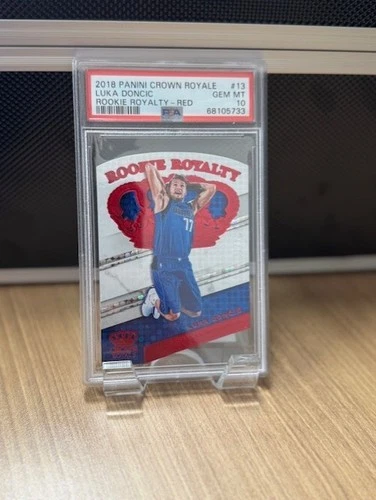 2018 PANINI CROWN ROYALE #13
LUKA DONCIC GEM MT
ROOKIE ROYALTY - RED 10
PSA 68105733
ROOKIE ROYALTY
77